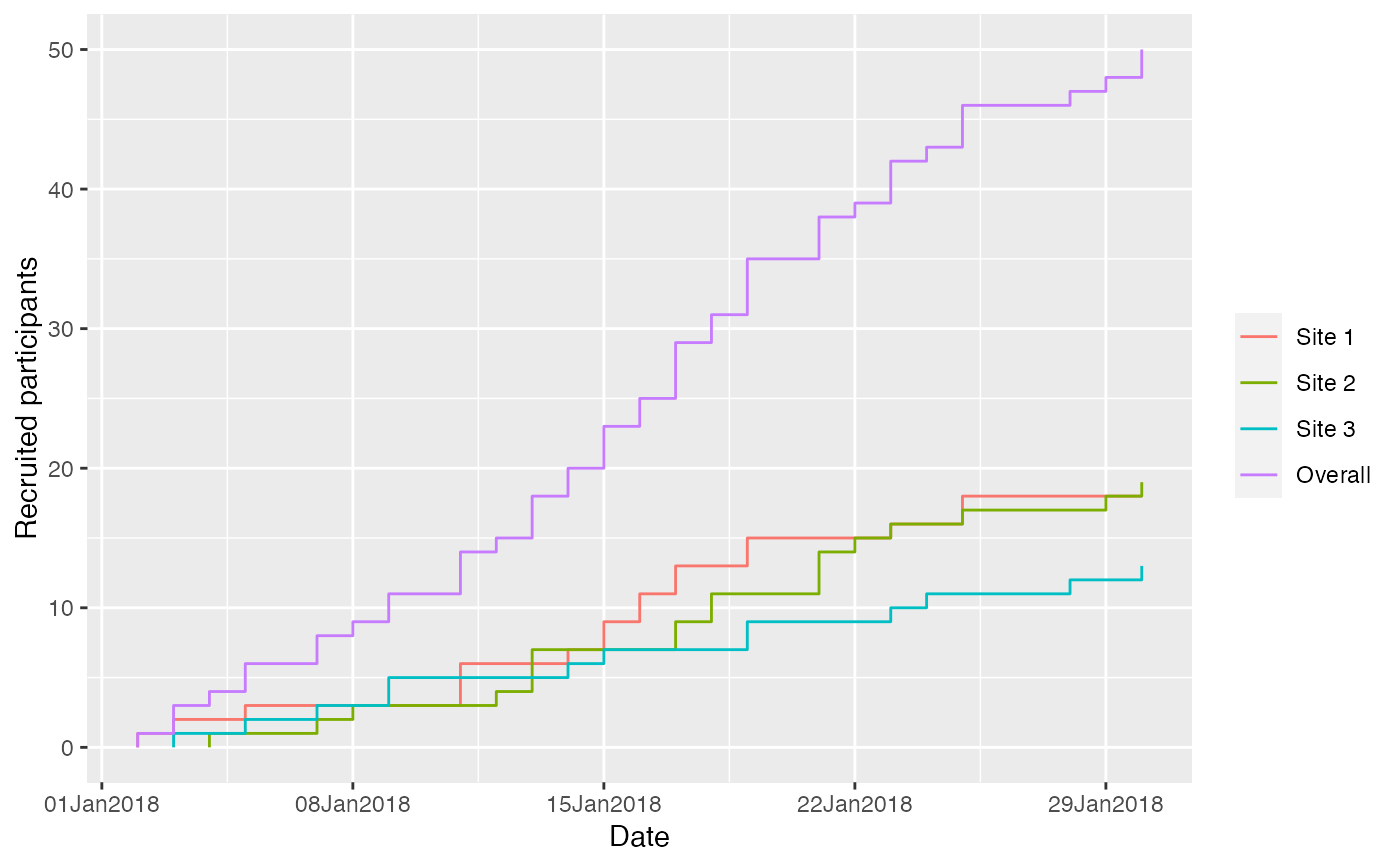 50
40
30
20
10
0
Recruited participants
01Jan2018 08Jan2018 15Jan2018 22Jan2018 29Jan2018
Date
Site 1
Site 2
Site 3
Overall